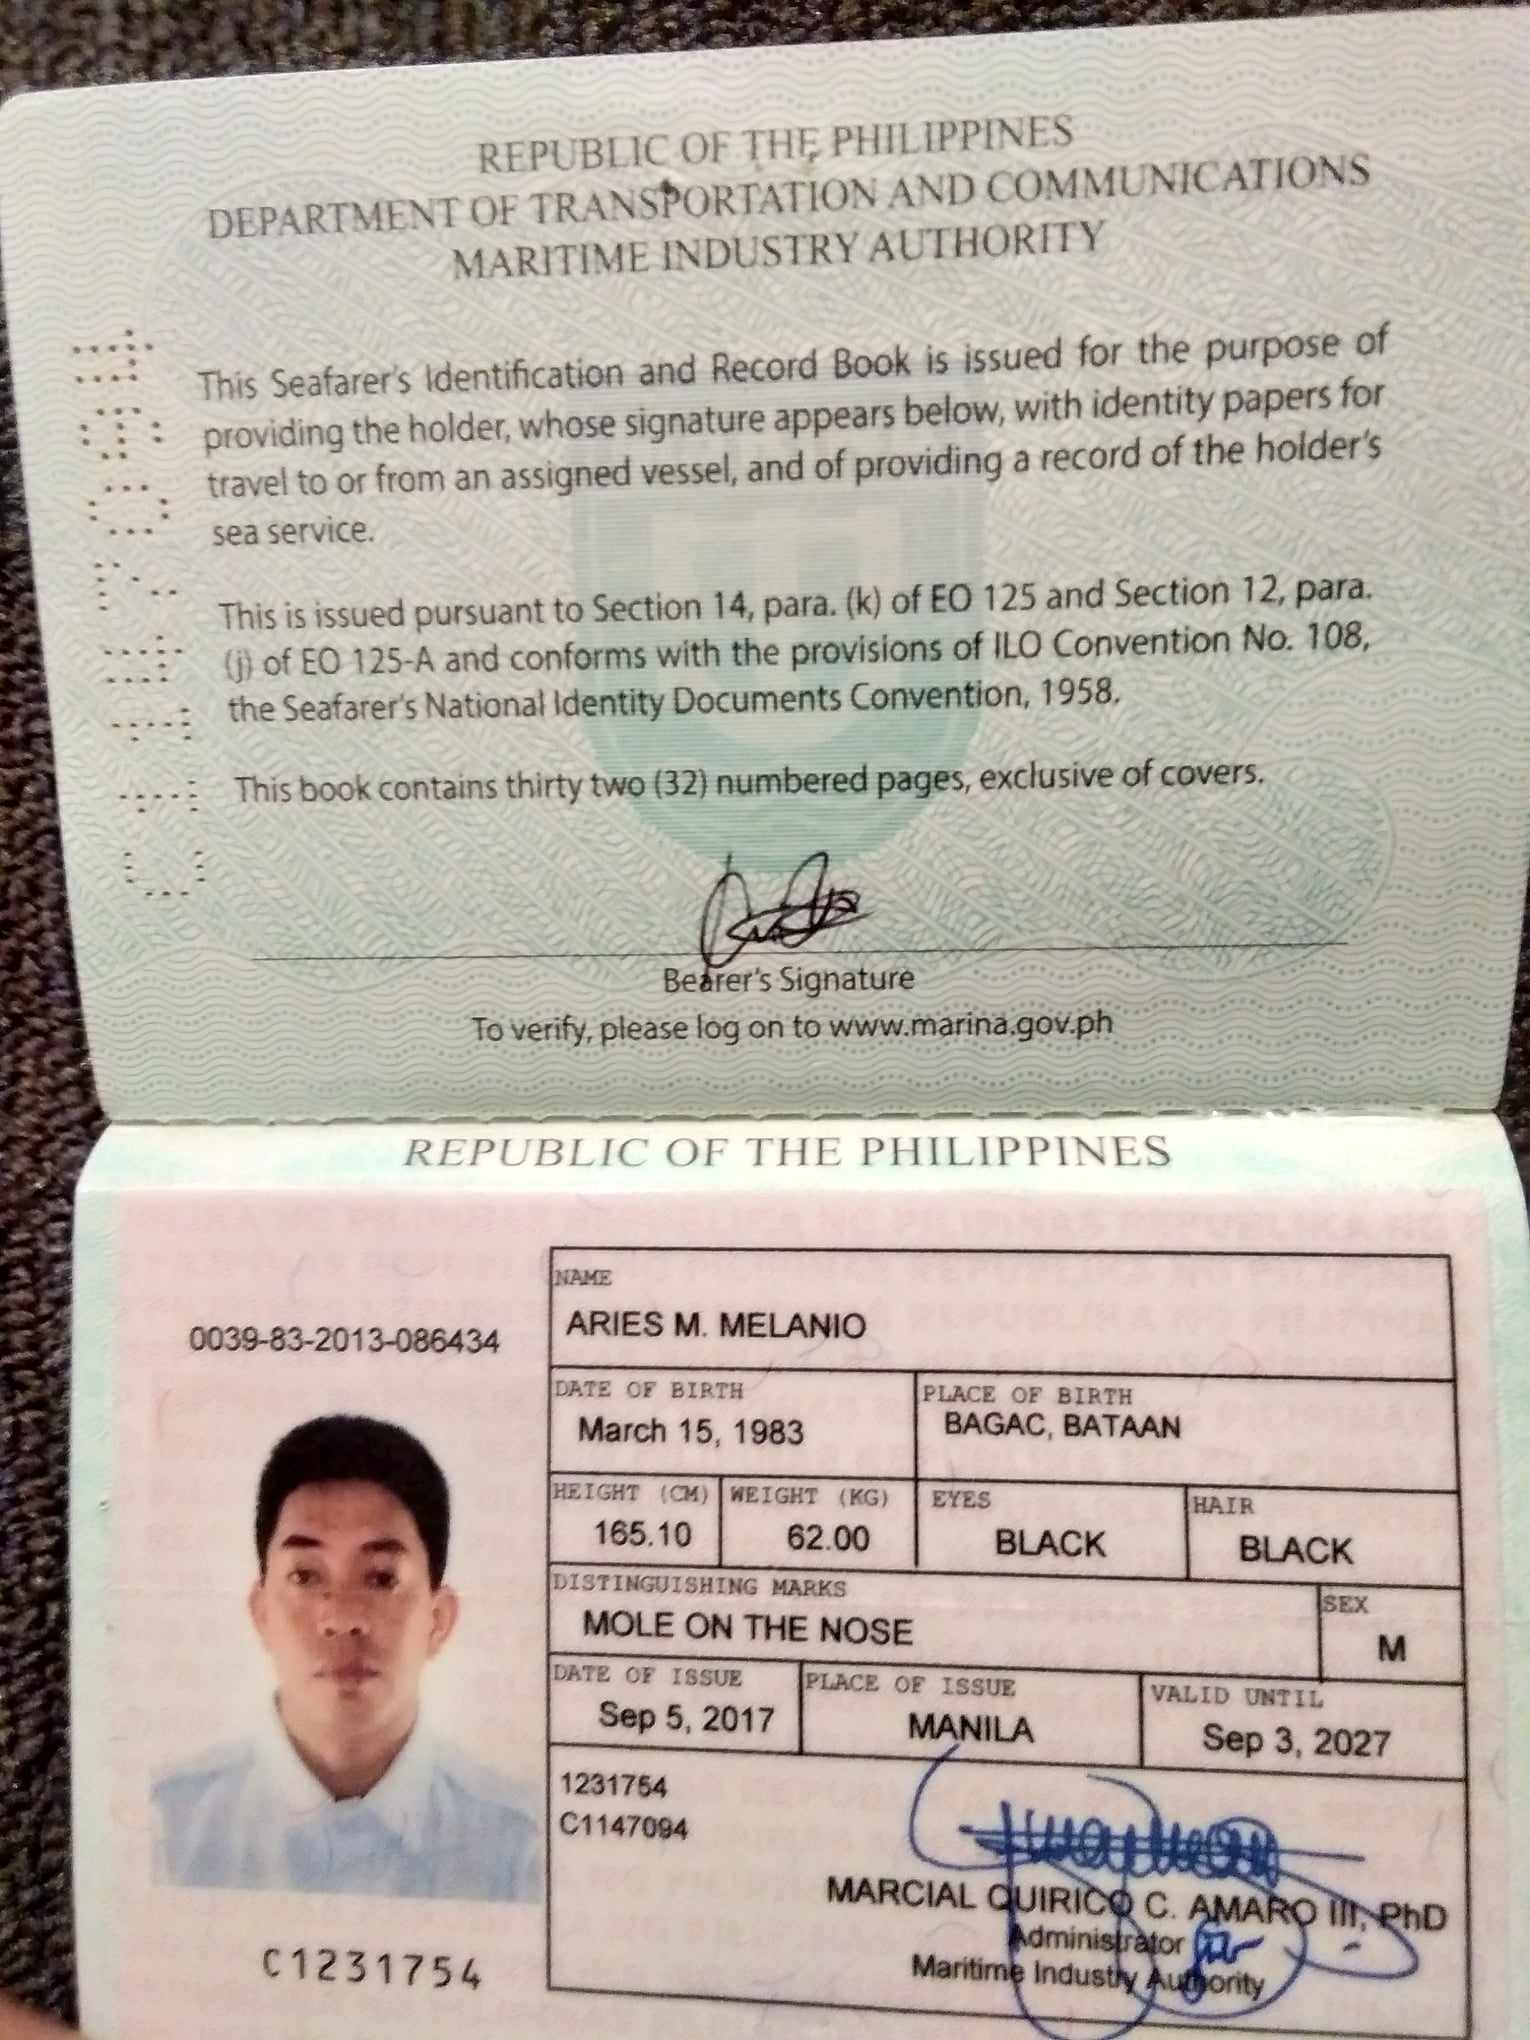 REPUBLIC OF THE PHILIPPINES
DEPARTMENT OF TRANSPORTATION AND COMMUNICATIONS
MARITIME INDUSTRY AUTHORITY
This Seafarer's Identification and Record Book is issued for the purpose of
providing the holder, whose signature appears below, with identity papers for
travel to or from an assigned vessel, and of providing a record of the holder's
sea service.
This is issued pursuant to Section 14, para. (k) of EO 125 and Section 12, para.
(j) of EO 125-A and conforms with the provisions of ILO Convention No. 108,
the Seafarer's National Identity Documents Convention, 1958.
This book contains thirty two (32) numbered pages, exclusive of covers.
Bearer's Signature
To verify, please log on to www.marina.gov.ph
REPUBLIC OF THE PHILIPPINES
0039-83-2013-086434
NAME
ARIES M. MELANIO
DATE OF BIRTH PLACE OF BIRTH
March 15, 1983 BAGAC, BATAAN
HEIGHT (CM) WEIGHT (KG) EYES HAIR
165.10 62.00 BLACK BLACK
DISTINGUISHING MARKS SEX
MOLE ON THE NOSE M
DATE OF ISSUE PLACE OF ISSUE VALID UNTIL
Sep 5, 2017 MANILA Sep 3, 2027
1231754
C1147094
MARCIAL QUIRICO C. AMARO III, PhD
Administrator
Maritime Industry Authority
C1231754